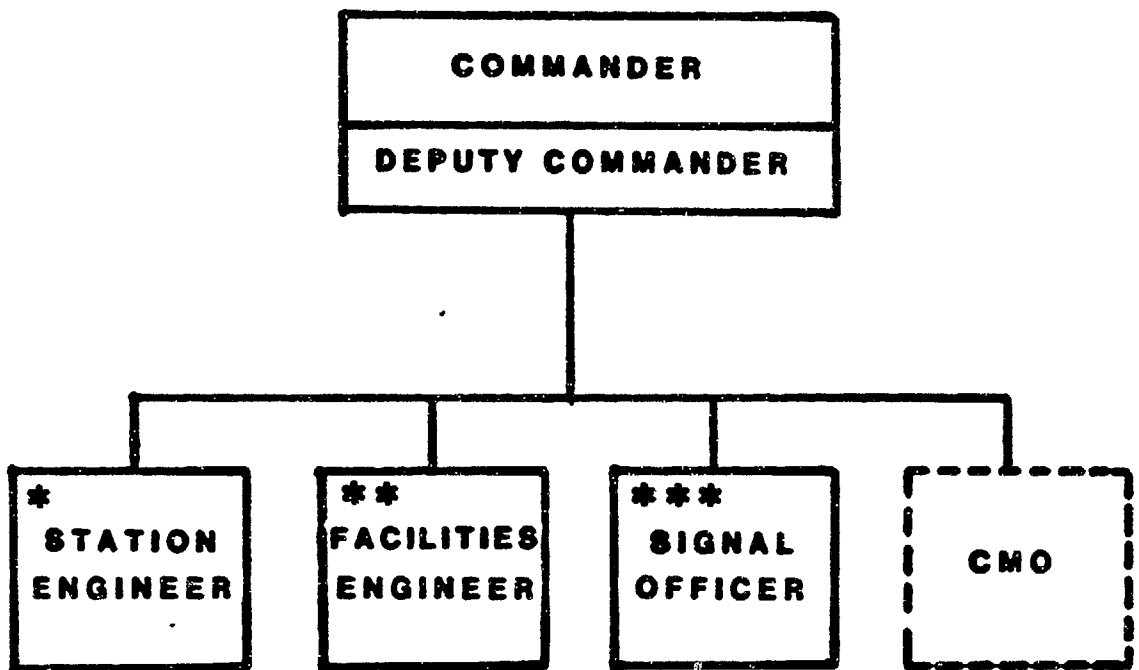 COMMANDER
DEPUTY COMMANDER
*
STATION
ENGINEER
**
FACILITIES
ENGINEER
***
SIGNAL
OFFICER
CMO